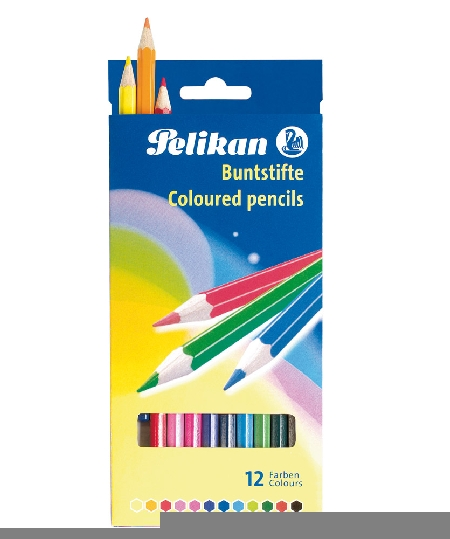 Pelikan
Buntstifte
Coloured pencils
12 Farben
Colours